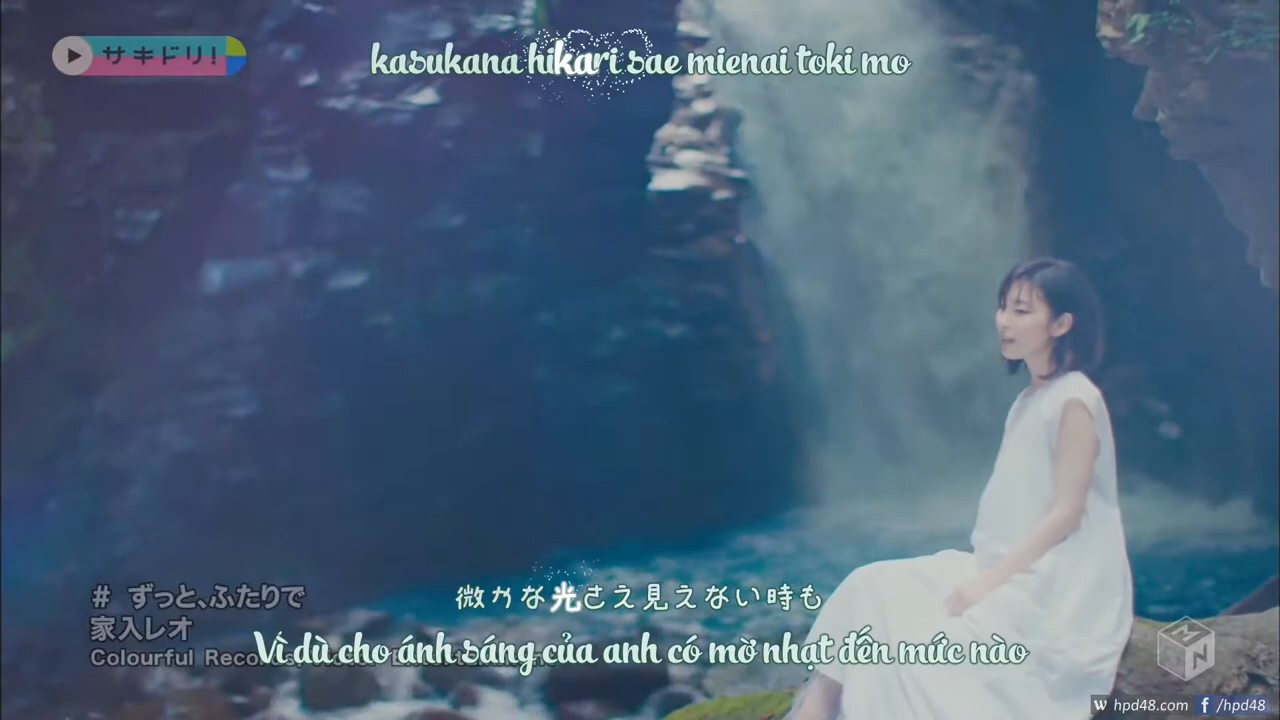 kasukana hikari sae mienai toki mo
サキドリ!
# ずっと、ふたりで
家入レオ
微かな光さえ見えない時も
Vì dù cho ánh sáng của anh có mờ nhạt đến mức nào
Colourful Records
M N
hpd48.com f /hpd48